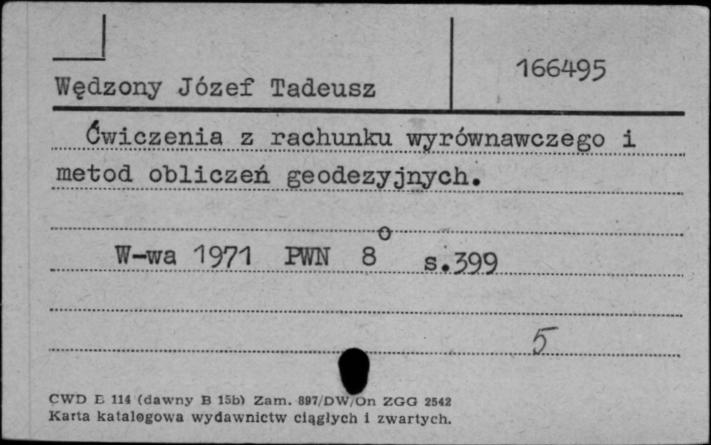 166495
Wędzony Józef Tadeusz
Ćwiczenia z rachunku wyrównawczego i
metod obliczeń geodezyjnych.
W-wa 1971 PWN 8° s.399
5
CWD E 114 (dawny B 15b) Zam. 897/DW/On ZGG 2542
Karta katalogowa wydawnictw ciągłych i zwartych.